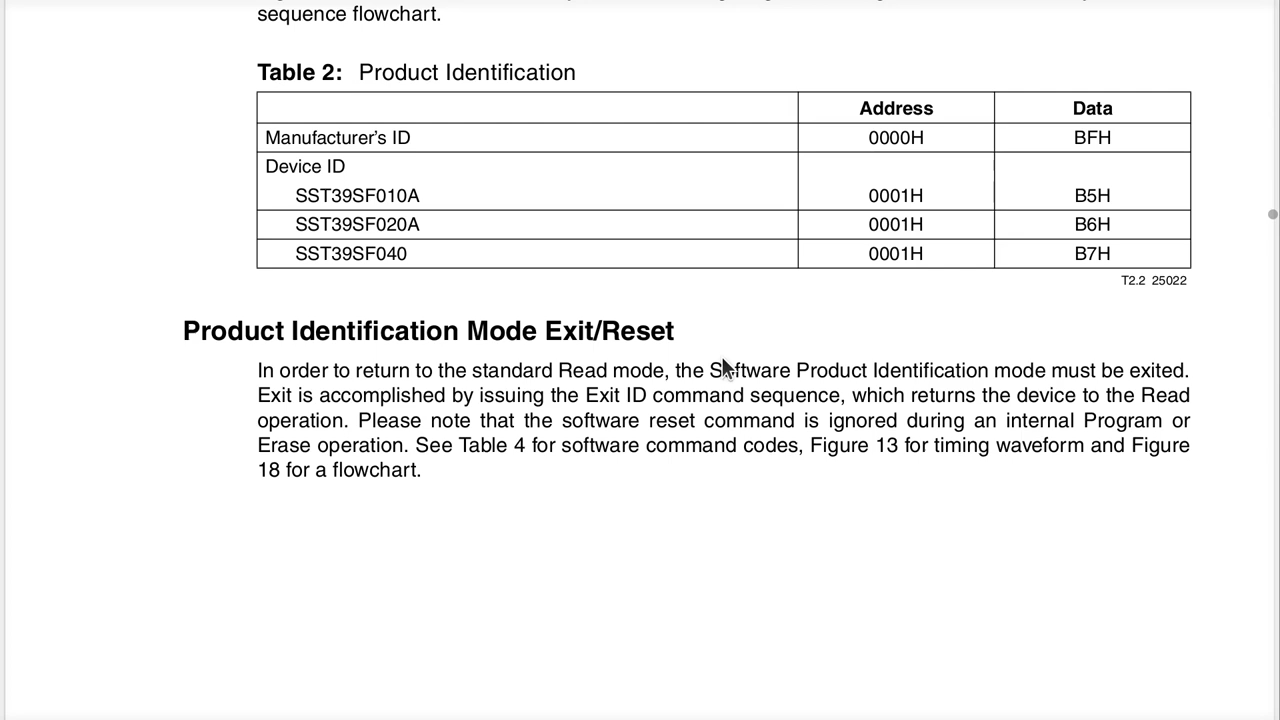 sequence flowchart.
Table 2: Product Identification
Address Data
Manufacturer's ID 0000H BFH
Device ID
SST39SF010A 0001H B5H
SST39SF020A 0001H B6H
SST39SF040 0001H B7H
T2.2 25022
Product Identification Mode Exit/Reset
In order to return to the standard Read mode, the Software Product Identification mode must be exited.
Exit is accomplished by issuing the Exit ID command sequence, which returns the device to the Read
operation. Please note that the software reset command is ignored during an internal Program or
Erase operation. See Table 4 for software command codes, Figure 13 for timing waveform and Figure
18 for a flowchart.